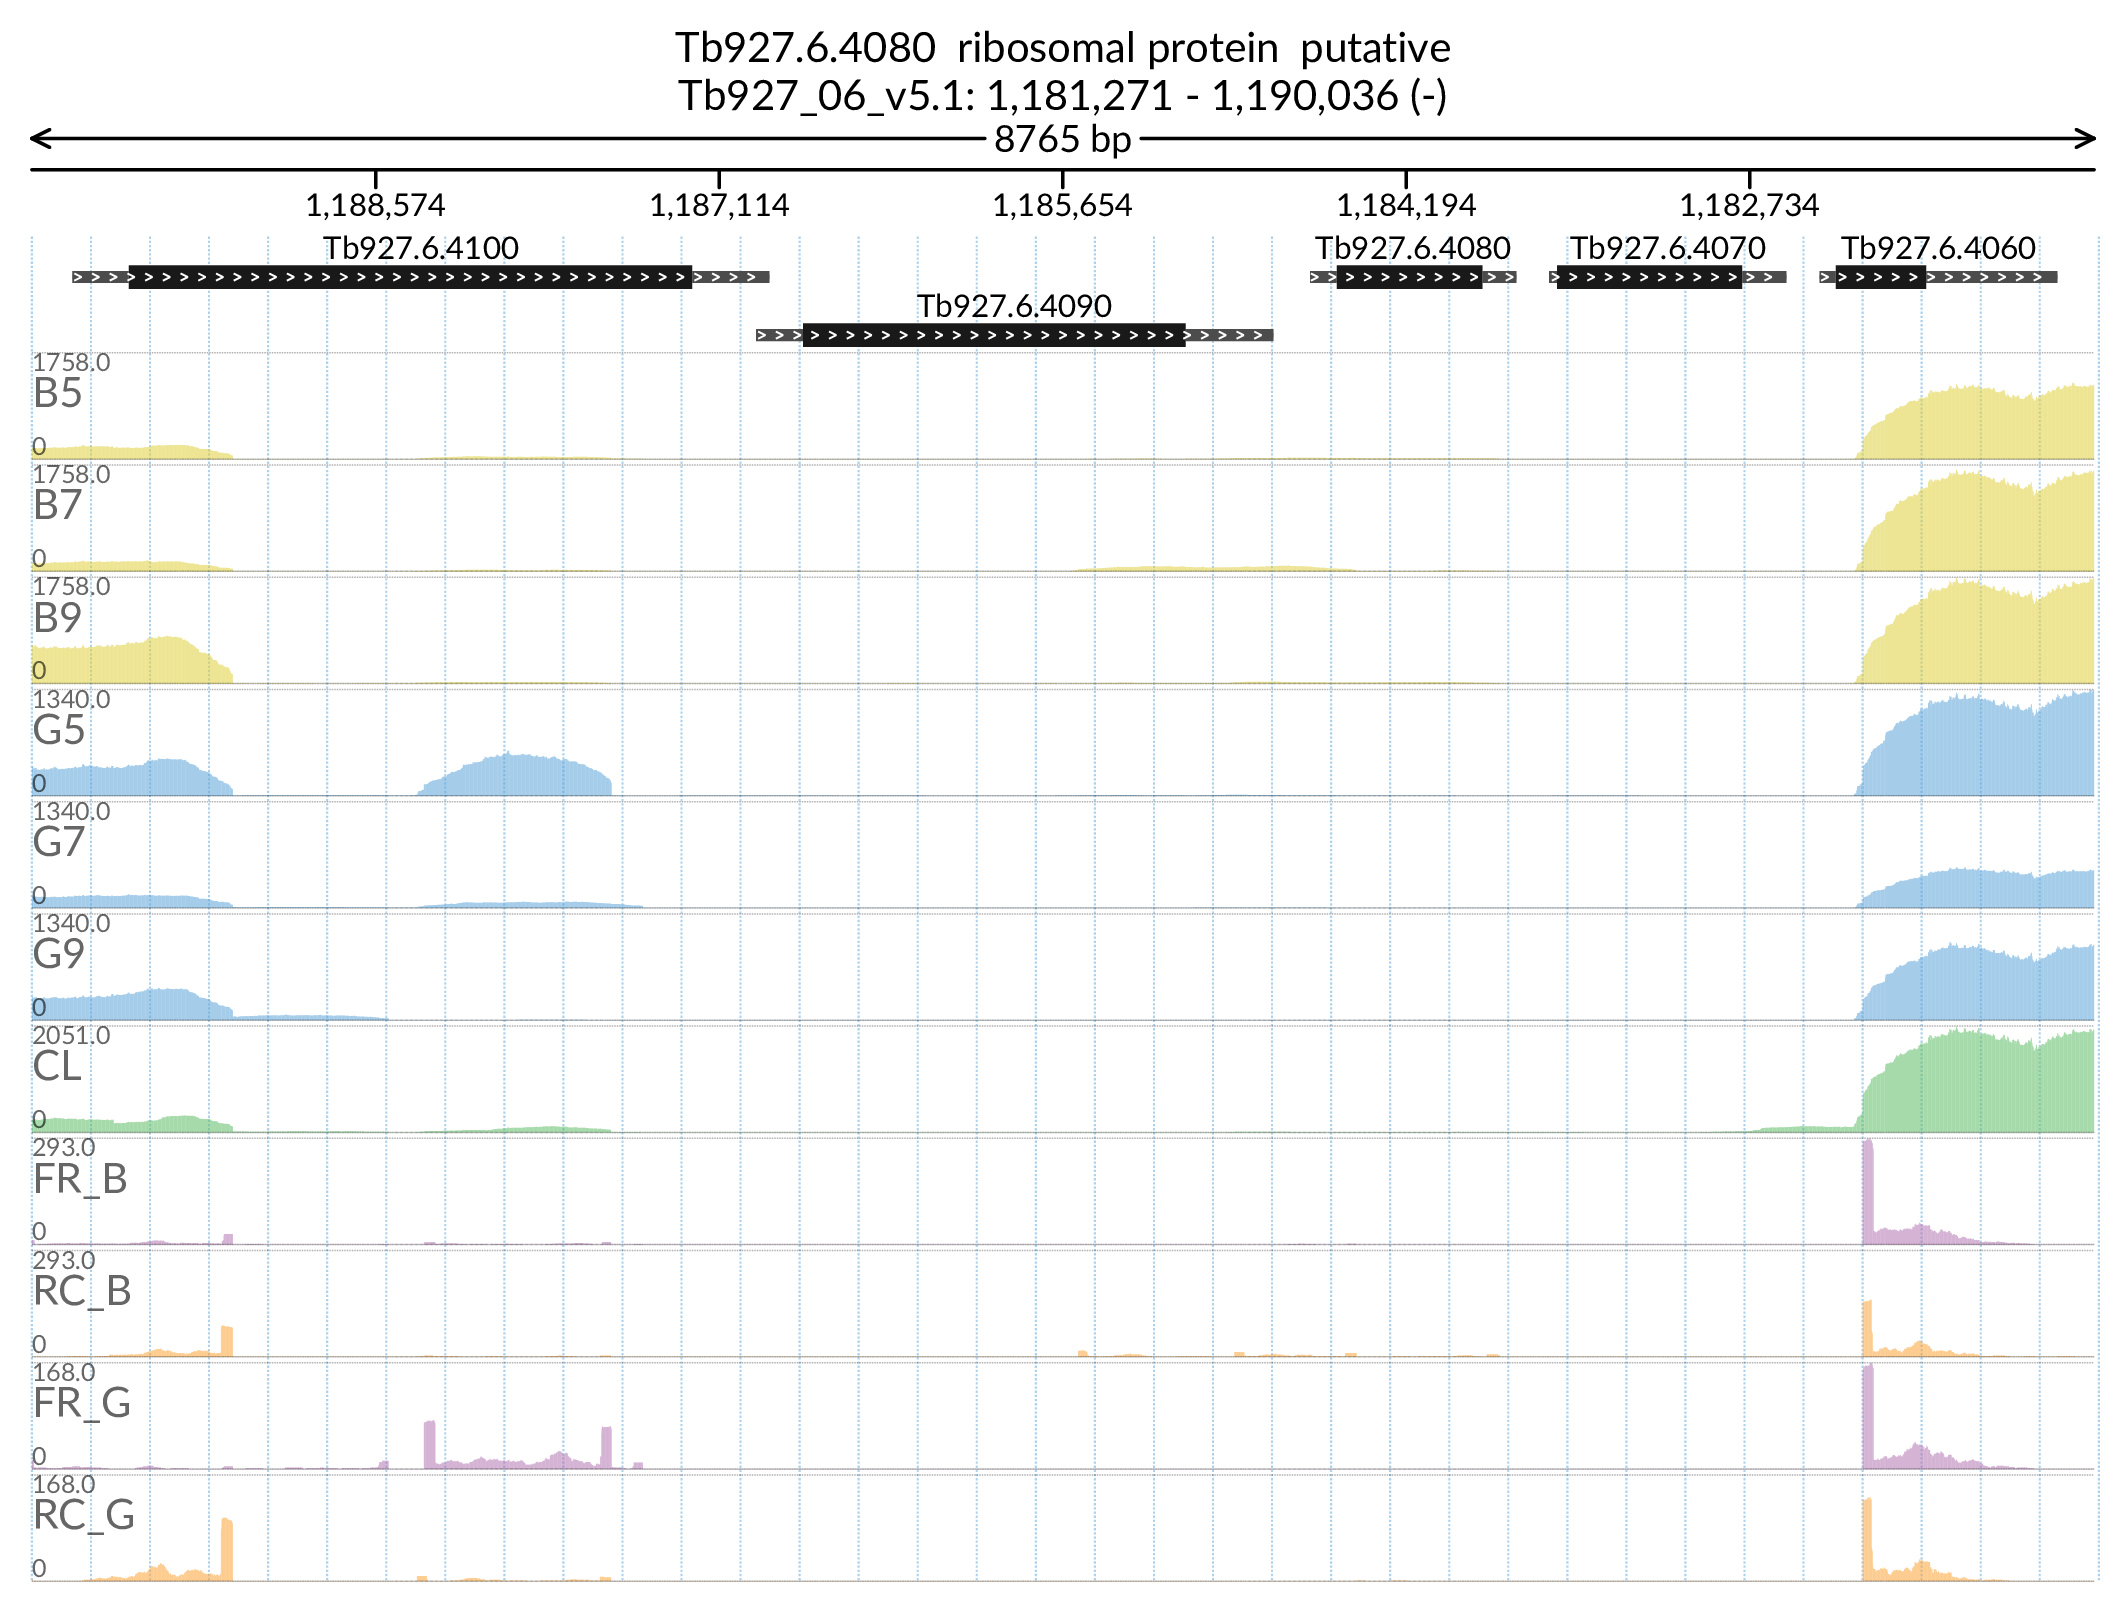 Tb927.6.4080  ribosomal protein  putative
Tb927_06_v5.1: 1,181,271 - 1,190,036 (-)
8765 bp
1,188,574 1,187,114 1,185,654 1,184,194 1,182,734
Tb927.6.4100 Tb927.6.4080 Tb927.6.4070 Tb927.6.4060
Tb927.6.4090
1758.0
B5
0
1758.0
B7
0
1758.0
B9
0
1340.0
G5
0
1340.0
G7
0
1340.0
G9
0
2051.0
CL
0
293.0
FR_B
0
293.0
RC_B
0
168.0
FR_G
0
168.0
RC_G
0